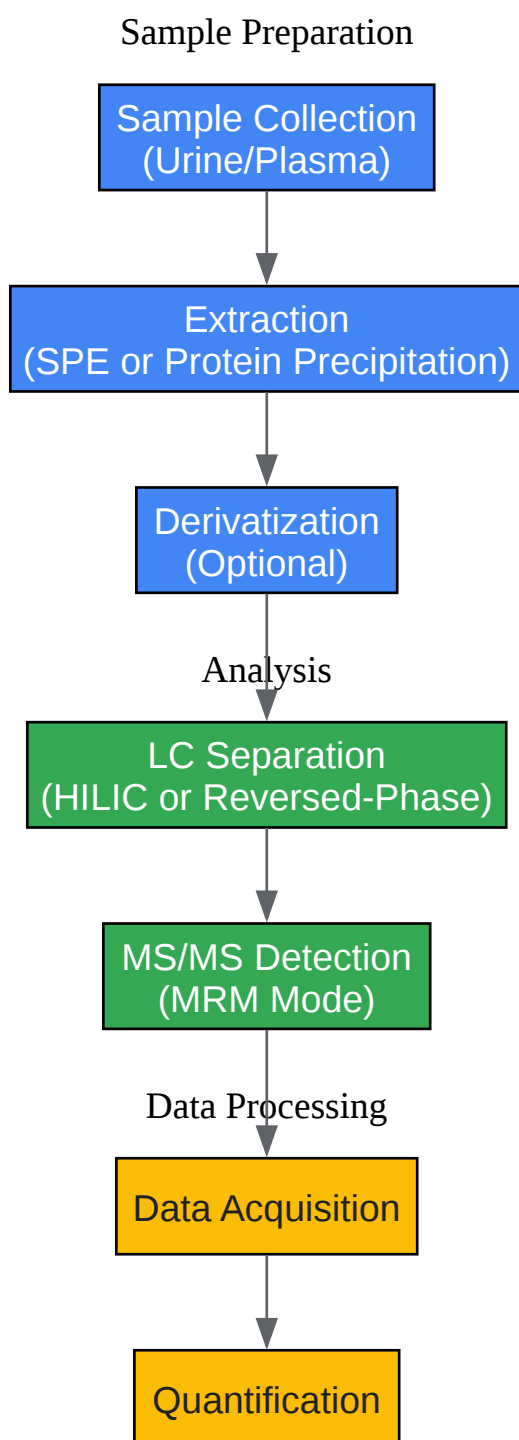 Sample Preparation
Sample Collection
(Urine/Plasma)
Extraction
(SPE or Protein Precipitation)
Derivatization
(Optional)
Analysis
LC Separation
(HILIC or Reversed-Phase)
MS/MS Detection
(MRM Mode)
Data Processing
Data Acquisition
Quantification